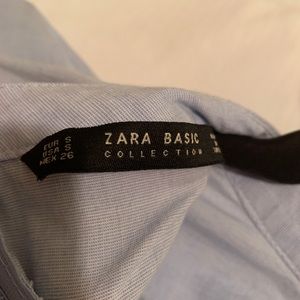 EUR S
USA S
MEX 26
ZARA BASIC
COLLECTION